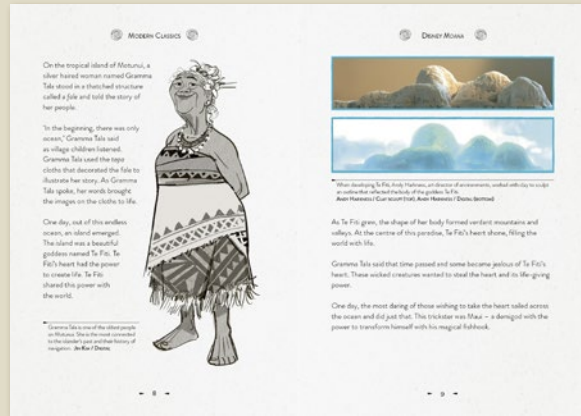 MODERN CLASSICS
On the tropical island of Motunui, a
silver haired woman named Gramma
Tala stood in a thatched structure
called a fale and told the story of
her people.
'In the beginning, there was only
ocean,' Gramma Tala said
as village children listened.
Gramma Tala used the tapa
cloths that decorated the fale to
illustrate her story. As Gramma
Tala spoke, her words brought
the images on the cloths to life.
One day, out of this endless
ocean, an island emerged.
The island was a beautiful
goddess named Te Fiti. Te
Fiti's heart had the power
to create life. Te Fiti
shared this power with
the world.
Gramma Tala is one of the oldest people
on Motunui. She is the most connected
to the islander's past and their history of
navigation. JIN KIM / DIGITAL
8
DISNEY MOANA
When developing Te Fiti, Andy Harkness, art director of environments, worked with clay to sculpt
an outline that reflected the body of the goddess Te Fiti.
ANDY HARKNESS / CLAY SCULPT (TOP), ANDY HARKNESS / DIGITAL (BOTTOM)
As Te Fiti grew, the shape of her body formed verdant mountains and
valleys. At the centre of this paradise, Te Fiti's heart shone, filling the
world with life.
Gramma Tala said that time passed and some became jealous of Te Fiti's
heart. These wicked creatures wanted to steal the heart and its life-giving
power.
One day, the most daring of those wishing to take the heart sailed across
the ocean and did just that. This trickster was Maui – a demigod with the
power to transform himself with his magical fishhook.
9